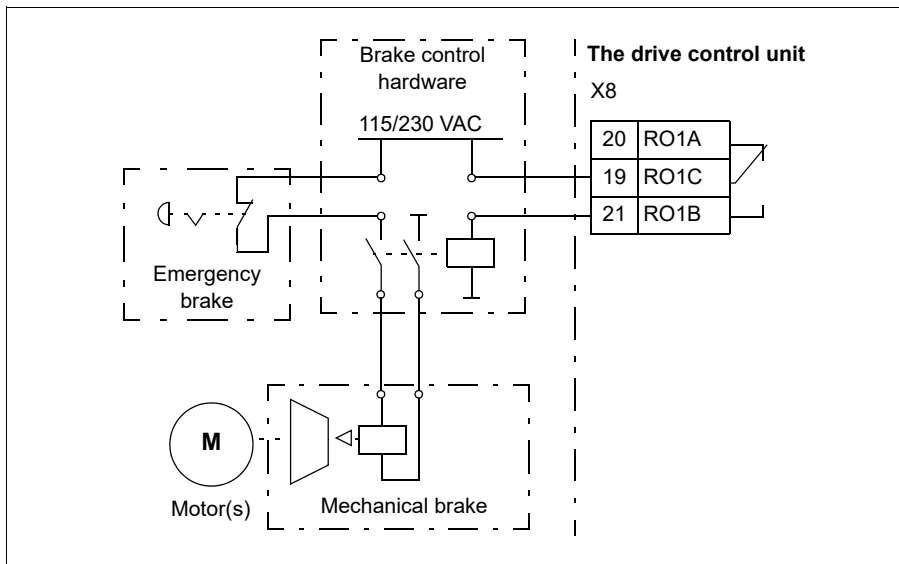 Brake control
hardware
115/230 VAC
The drive control unit
X8
20 RO1A
19 RO1C
21 RO1B
Emergency
brake
M
Motor(s)
Mechanical brake